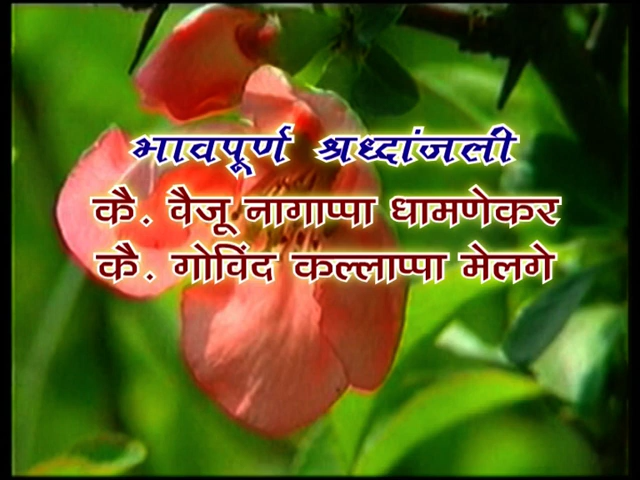 भावपूर्ण श्रध्दांजली
कै. वैजू नागाप्पा धामणेकर
कै. गोविंद कल्लाप्पा मेलगे